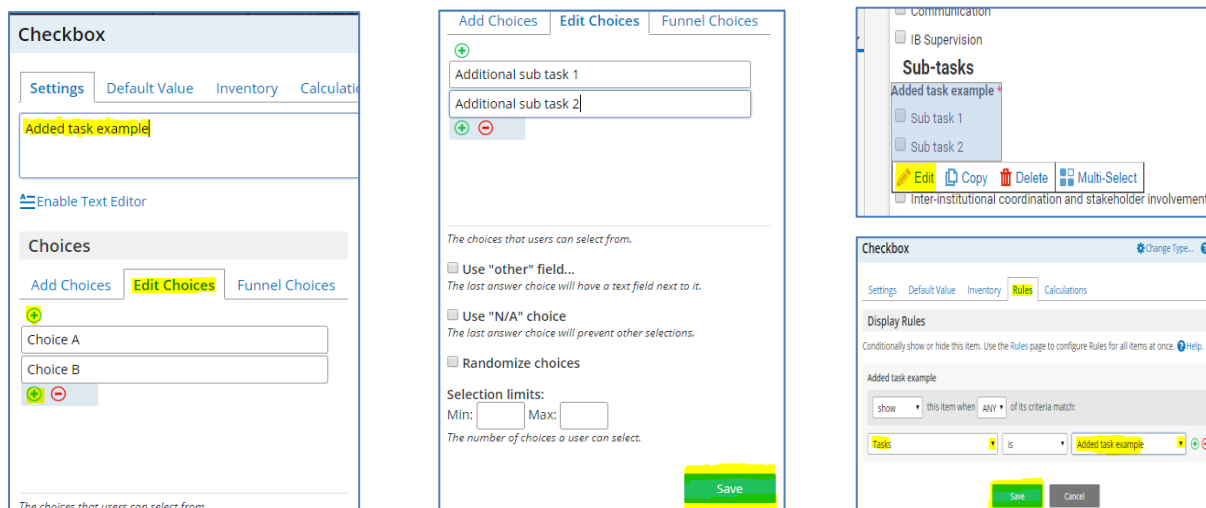 Checkbox
Settings Default Value Inventory
Added task example
Enable Text Editor
Choices
Add Choices Edit Choices Funnel Choices
Choice A
Choice B
The choices that users can select from.
Add Choices Edit Choices Funnel Choices
Additional sub task 1
Additional sub task 2
The choices that users can select from.
Use "other" field...
The last answer choice will have a text field next to it.
Use "N/A" choice
The last answer choice will prevent other selections.
Randomize choices
Selection limits:
Min: Max:
The number of choices a user can select.
Save
Communication
IB Supervision
Sub-tasks
Added task example *
Sub task 1
Sub task 2
Edit Copy Delete Multi-Select
Inter-institutional coordination and stakeholder involvement
Checkbox Change Type...
Settings Default Value Inventory Rules Calculations
Display Rules
Conditionally show or hide this item. Use the Rules page to configure Rules for all items at once. Help.
Added task example
show this item when ANY of its criteria match:
Tasks is Added task example
Save Cancel